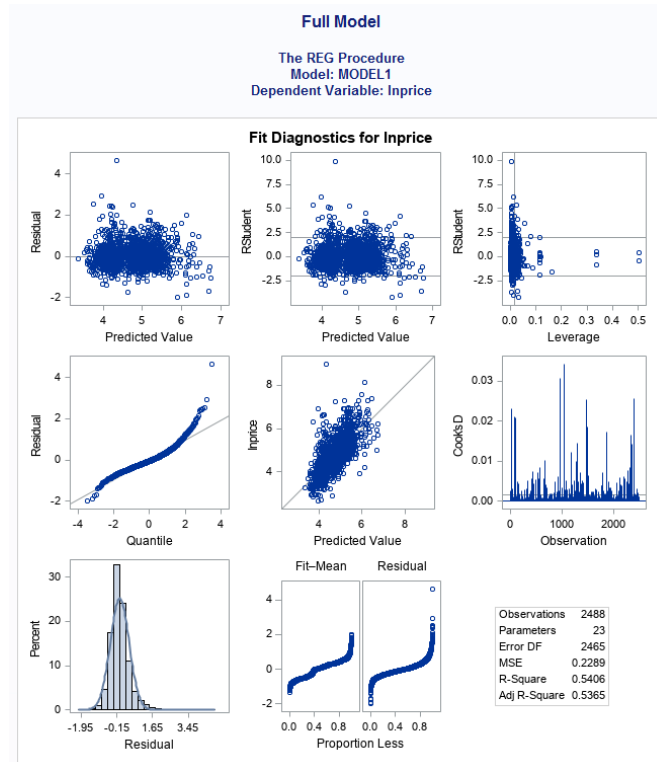 Full Model
The REG Procedure
Model: MODEL1
Dependent Variable: lnprice
Fit Diagnostics for lnprice
Residual
4
2
0
-2
4 5 6 7
Predicted Value
RStudent
10.0
7.5
5.0
2.5
0.0
-2.5
4 5 6 7
Predicted Value
RStudent
10.0
7.5
5.0
2.5
0.0
-2.5
0.0 0.1 0.2 0.3 0.4 0.5
Leverage
Residual
4
2
0
-2
-4 -2 0 2 4
Quantile
lnprice
8
6
4
4 6 8
Predicted Value
Cook's D
0.03
0.02
0.01
0.00
0 1000 2000
Observation
Percent
30
20
10
0
-1.95 -0.15 1.65 3.45
Residual
Fit–Mean Residual
4
2
0
-2
0.0 0.4 0.8 0.0 0.4 0.8
Proportion Less
Observations 2488
Parameters 23
Error DF 2465
MSE 0.2289
R-Square 0.5406
Adj R-Square 0.5365